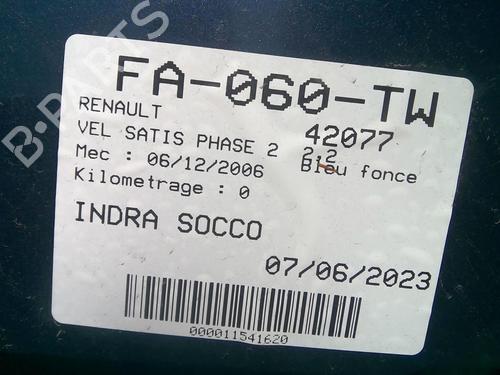 FA-060-TW
RENAULT 42077
VEL SATIS PHASE 2 2,2
Mec : 06/12/2006 Bleu fonce
Kilometrage : 0
INDRA SOCCO
07/06/2023
000011541620
B-PARTS